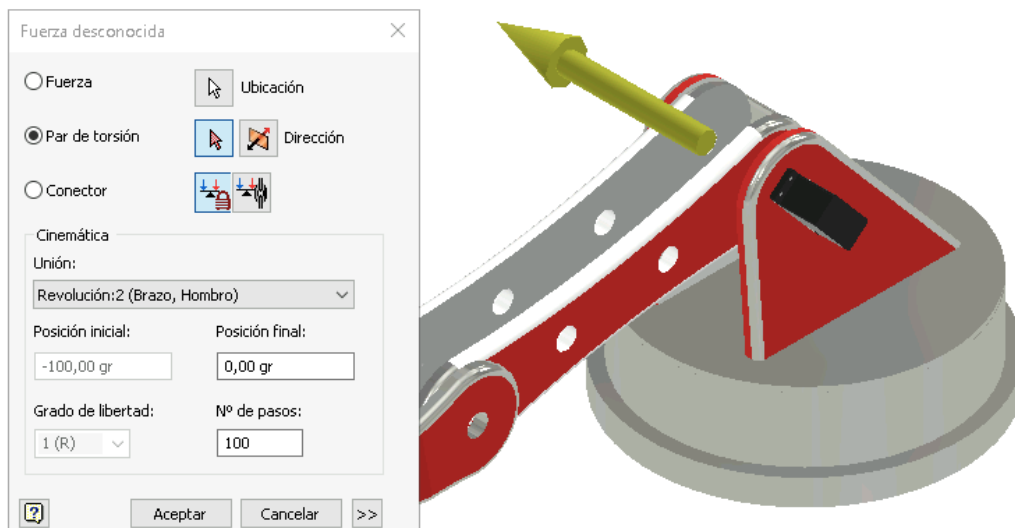 Fuerza desconocida
Fuerza
Ubicación
Par de torsión
Dirección
Conector
Cinemática
Unión:
Revolución:2 (Brazo, Hombro)
Posición inicial:
Posición final:
-100,00 gr
0,00 gr
Grado de libertad:
Nº de pasos:
1 (R)
100
?
Aceptar
Cancelar
>>